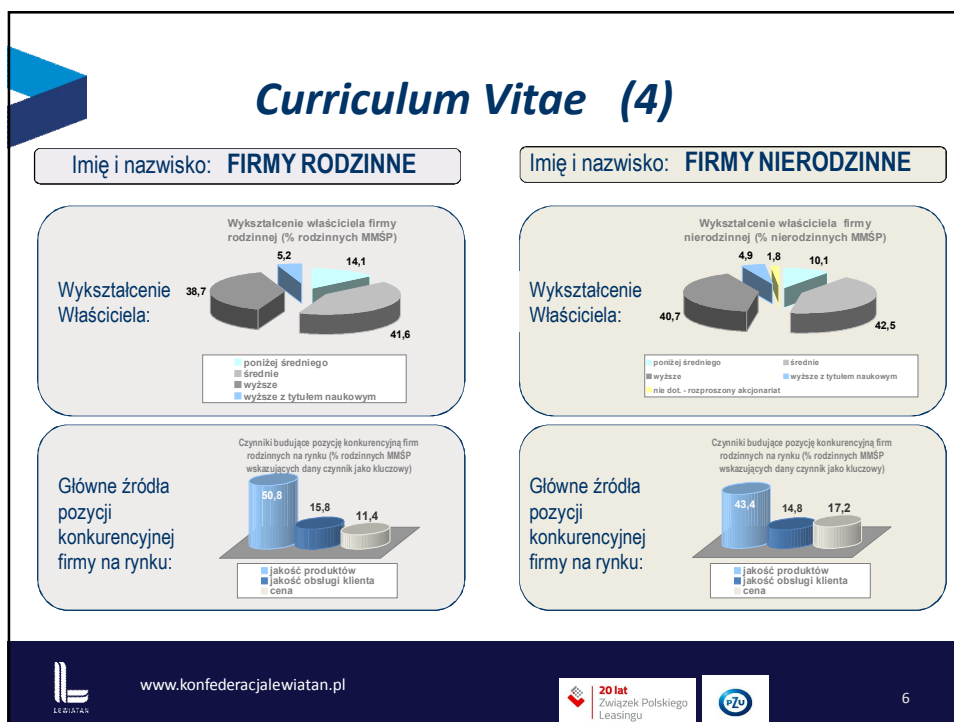 Curriculum Vitae (4)
Imię i nazwisko: FIRMY RODZINNE
Wykształcenie
Właściciela:
Wykształcenie właściciela firmy
rodzinnej (% rodzinnych MMŚP)
5,2
14,1
38,7
41,6
poniżej średniego
średnie
wyższe
wyższe z tytułem naukowym
Główne źródła
pozycji
konkurencyjnej
firmy na rynku:
Czynniki budujące pozycję konkurencyjną firm
rodzinnych na rynku (% rodzinnych MMŚP
wskazujących dany czynnik jako kluczowy)
50,8
15,8
11,4
jakość produktów
jakość obsługi klienta
cena
Imię i nazwisko: FIRMY NIERODZINNE
Wykształcenie
Właściciela:
Wykształcenie właściciela firmy
nierodzinnej (% nierodzinnych MMŚP)
4,9
1,8
10,1
40,7
42,5
poniżej średniego
średnie
wyższe
wyższe z tytułem naukowym
nie dot. - rozproszony akcjonariat
Główne źródła
pozycji
konkurencyjnej
firmy na rynku:
Czynniki budujące pozycję konkurencyjną firm
rodzinnych na rynku (% rodzinnych MMŚP
wskazujących dany czynnik jako kluczowy)
43,4
14,8
17,2
jakość produktów
jakość obsługi klienta
cena
LEWIATAN
www.konfederacjalewiatan.pl
20 lat
Związek Polskiego
Leasingu
PZU
6